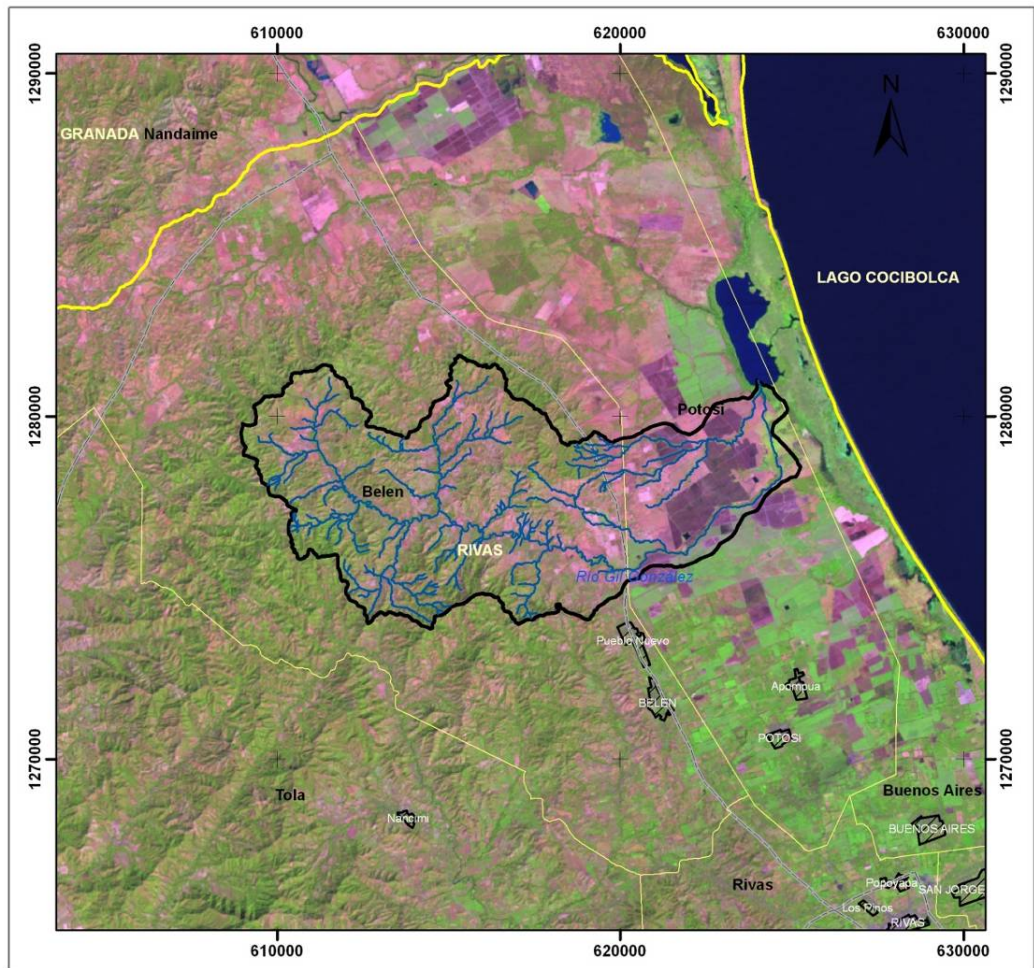 610000
620000
630000
1290000
1290000
N
GRANADA Nandaime
LAGO COCIBOLCA
1280000
1280000
Potosí
Belen
RIVAS
Río Gil González
Pueblo Nuevo
Apompua
BELEN
POTOSI
1270000
1270000
Tola
Buenos Aires
Nancimi
BUENOS AIRES
Rivas
Popoyapa
SAN JORGE
Los Pinos
RIVAS
610000
620000
630000